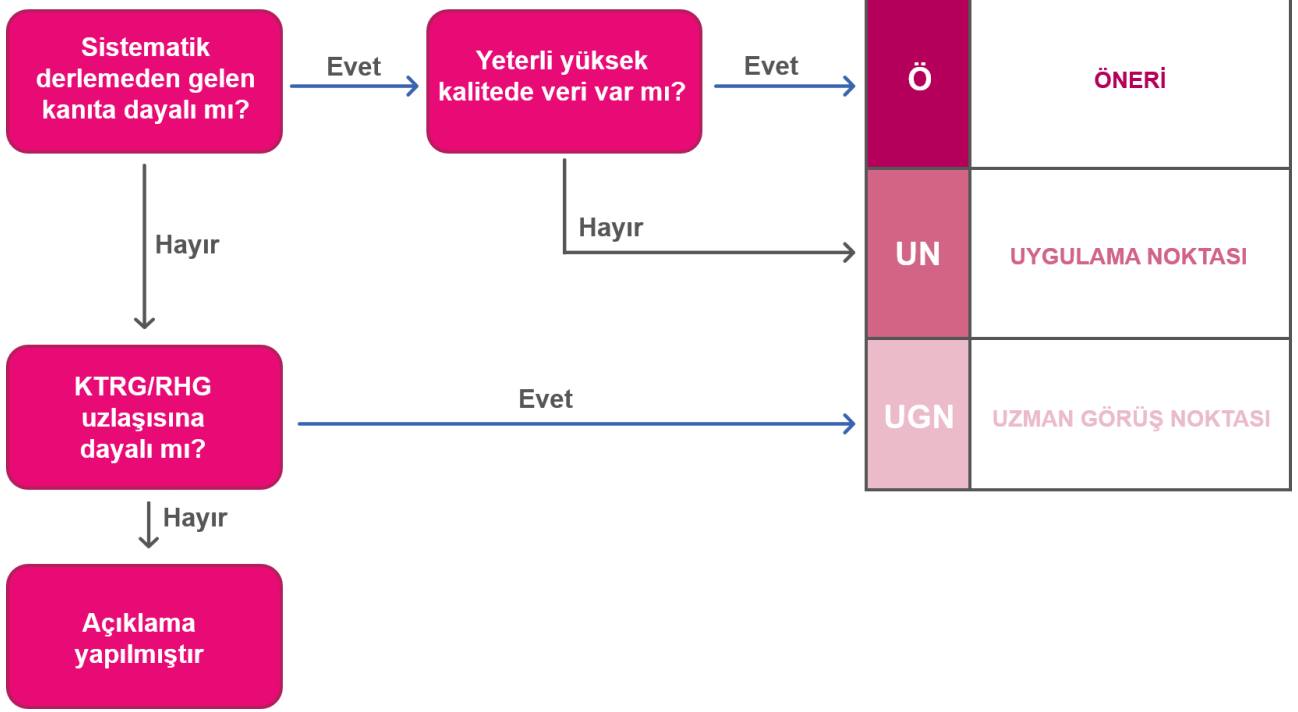 Sistematik
derlemeden gelen
kanıta dayalı mı?
Evet
Yeterli yüksek
kalitede veri var mı?
Evet
Ö
ÖNERİ
Hayır
Hayır
UN
UYGULAMA NOKTASI
KTRG/RHG
uzlaşısına
dayalı mı?
Evet
UGN
UZMAN GÖRÜŞ NOKTASI
Hayır
Açıklama
yapılmıştır